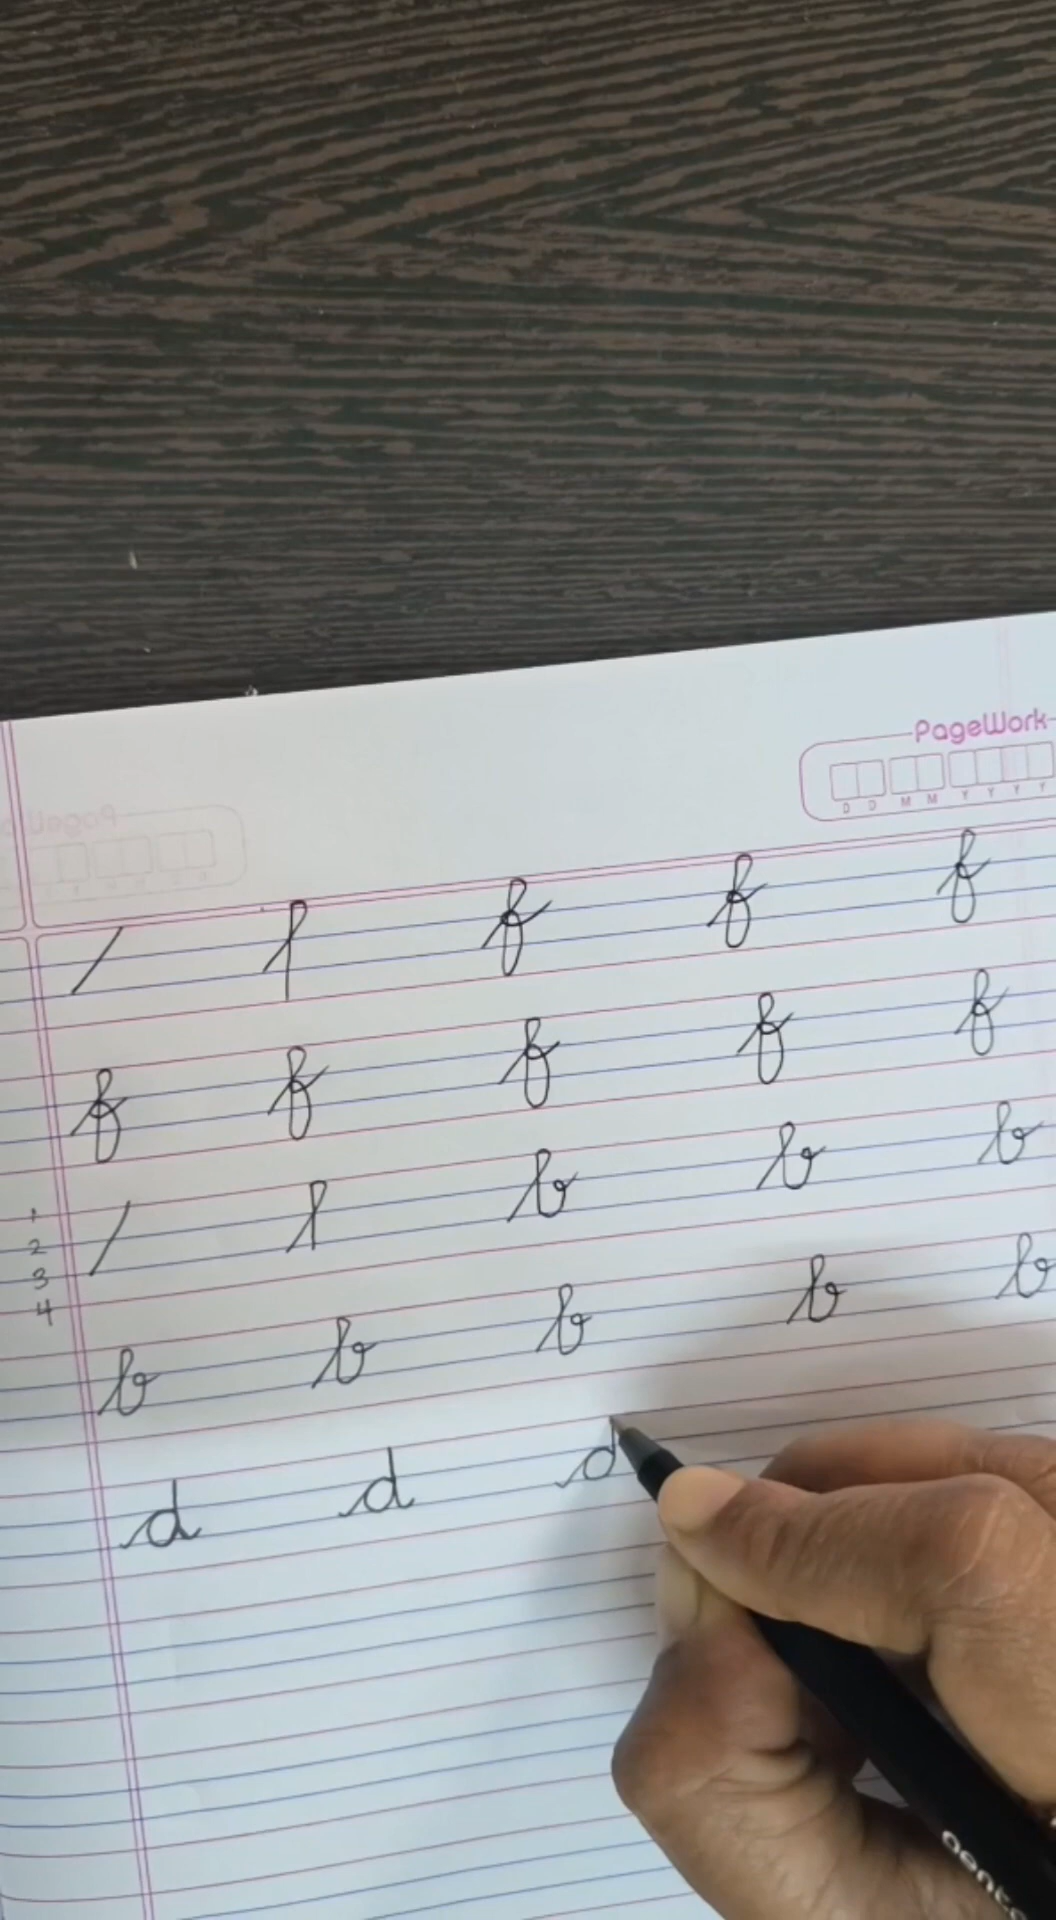 PageWork
D D M M Y Y Y Y
/ l f f f
f f f f f
1
2
3
4
/ l b b b
b b b b b
d d d